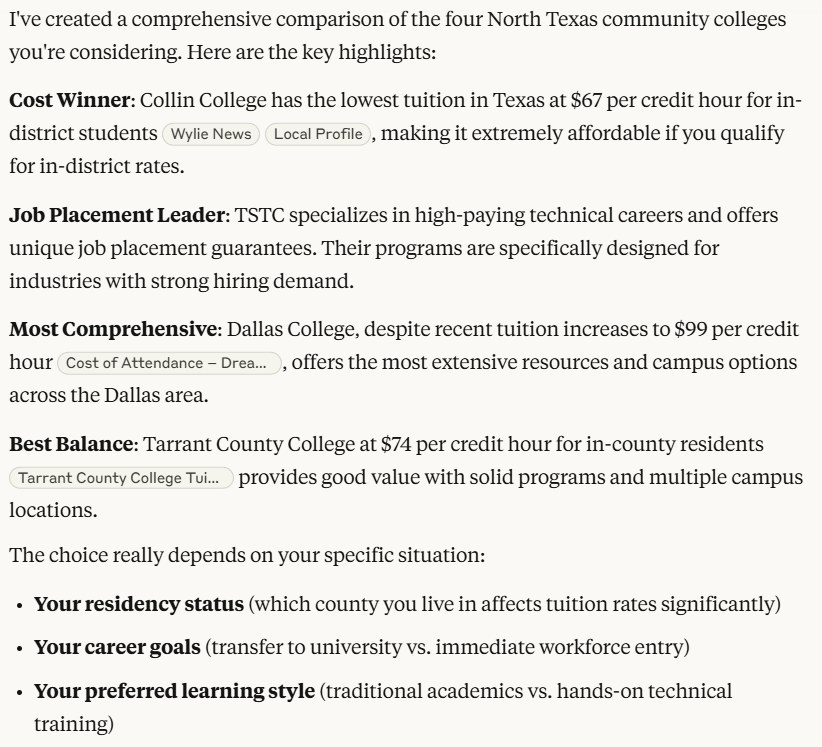 I've created a comprehensive comparison of the four North Texas community colleges
you're considering. Here are the key highlights:
Cost Winner: Collin College has the lowest tuition in Texas at $67 per credit hour for in-
district students Wylie News Local Profile, making it extremely affordable if you qualify
for in-district rates.
Job Placement Leader: TSTC specializes in high-paying technical careers and offers
unique job placement guarantees. Their programs are specifically designed for
industries with strong hiring demand.
Most Comprehensive: Dallas College, despite recent tuition increases to $99 per credit
hour Cost of Attendance – Drea... , offers the most extensive resources and campus options
across the Dallas area.
Best Balance: Tarrant County College at $74 per credit hour for in-county residents
Tarrant County College Tui... provides good value with solid programs and multiple campus
locations.
The choice really depends on your specific situation:
• Your residency status (which county you live in affects tuition rates significantly)
• Your career goals (transfer to university vs. immediate workforce entry)
• Your preferred learning style (traditional academics vs. hands-on technical
training)